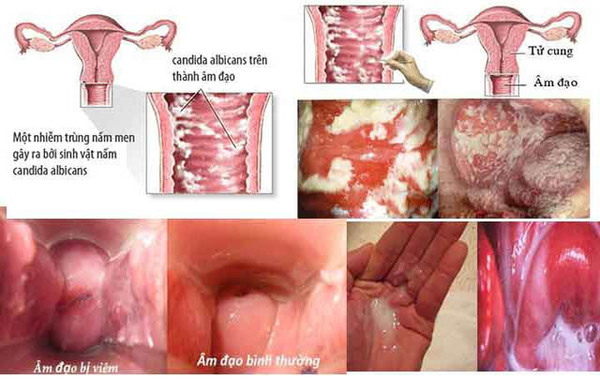 candida albicans trên
thành âm đạo
Một nhiễm trùng nấm men
gây ra bởi sinh vật nấm
candida albicans
Tử cung
Âm đạo
Âm đạo bị viêm
Âm đạo bình thường